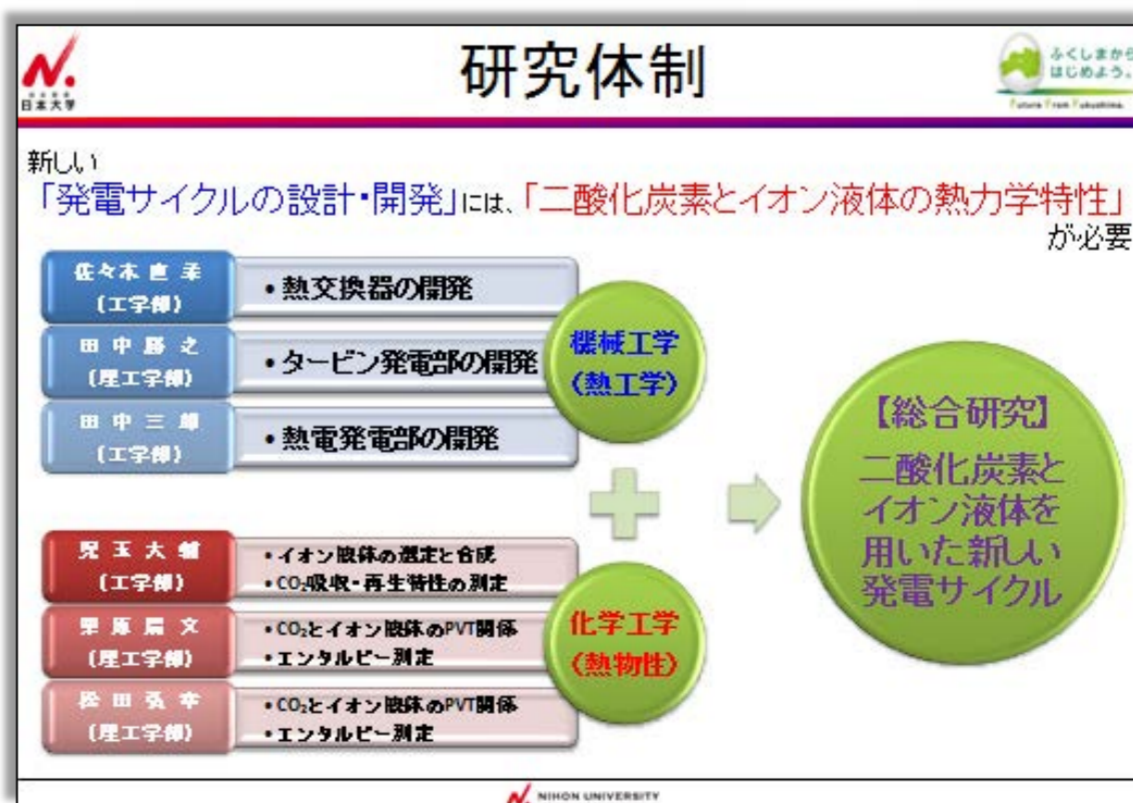 日本大学
研究体制
ふくしまから
はじめよう。
Future From Fukushima.
新しい
「発電サイクルの設計・開発」には、「二酸化炭素とイオン液体の熱力学特性」
が必要
佐々木直
(工学部)
・熱交換器の開発
田中勝之
(理工学部)
・タービン発電部の開発
田中三郎
(工学部)
・熱電発電部の開発
機械工学
(熱工学)
児玉大輔
(工学部)
・イオン液体の選定と合成
・CO₂吸収・再生特性の測定
栗原 文
(理工学部)
・CO₂とイオン液体のPVT関係
・エンタルピー測定
松田弘幸
(理工学部)
・CO₂とイオン液体のPVT関係
・エンタルピー測定
化学工学
(熱物性)
【総合研究】
二酸化炭素と
イオン液体を
用いた新しい
発電サイクル
NIHON UNIVERSITY